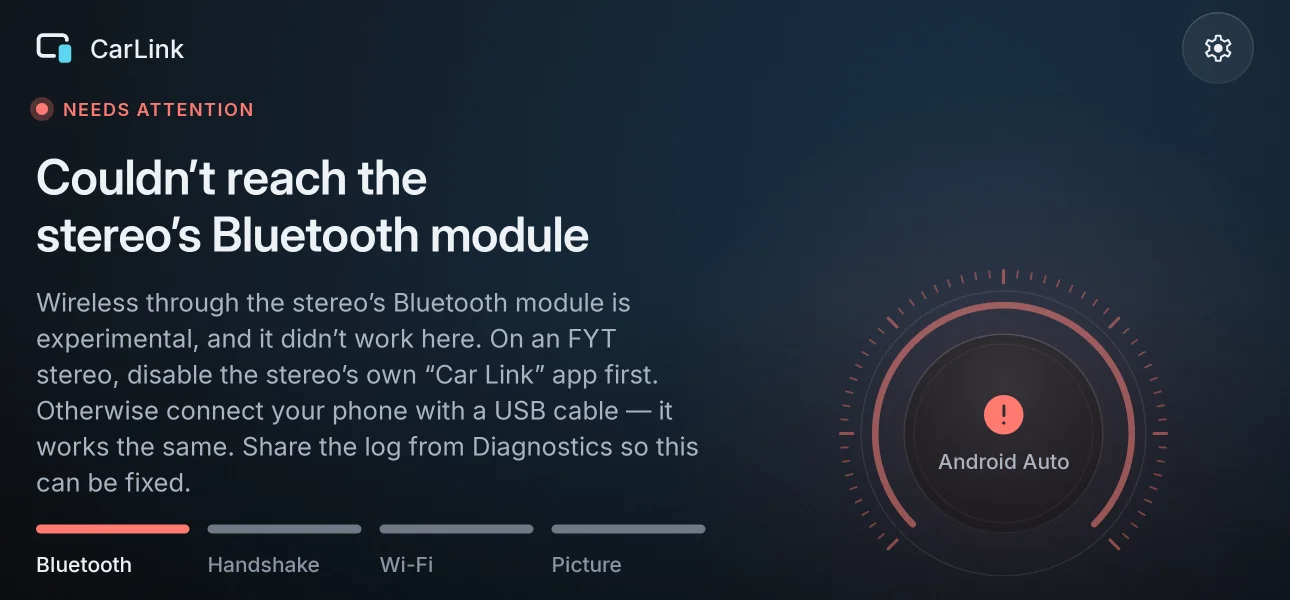 CarLink
NEEDS ATTENTION
Couldn’t reach the
stereo’s Bluetooth module
Wireless through the stereo’s Bluetooth module is
experimental, and it didn’t work here. On an FYT
stereo, disable the stereo’s own “Car Link” app first.
Otherwise connect your phone with a USB cable — it
works the same. Share the log from Diagnostics so this
can be fixed.
Bluetooth
Handshake
Wi-Fi
Picture
Android Auto